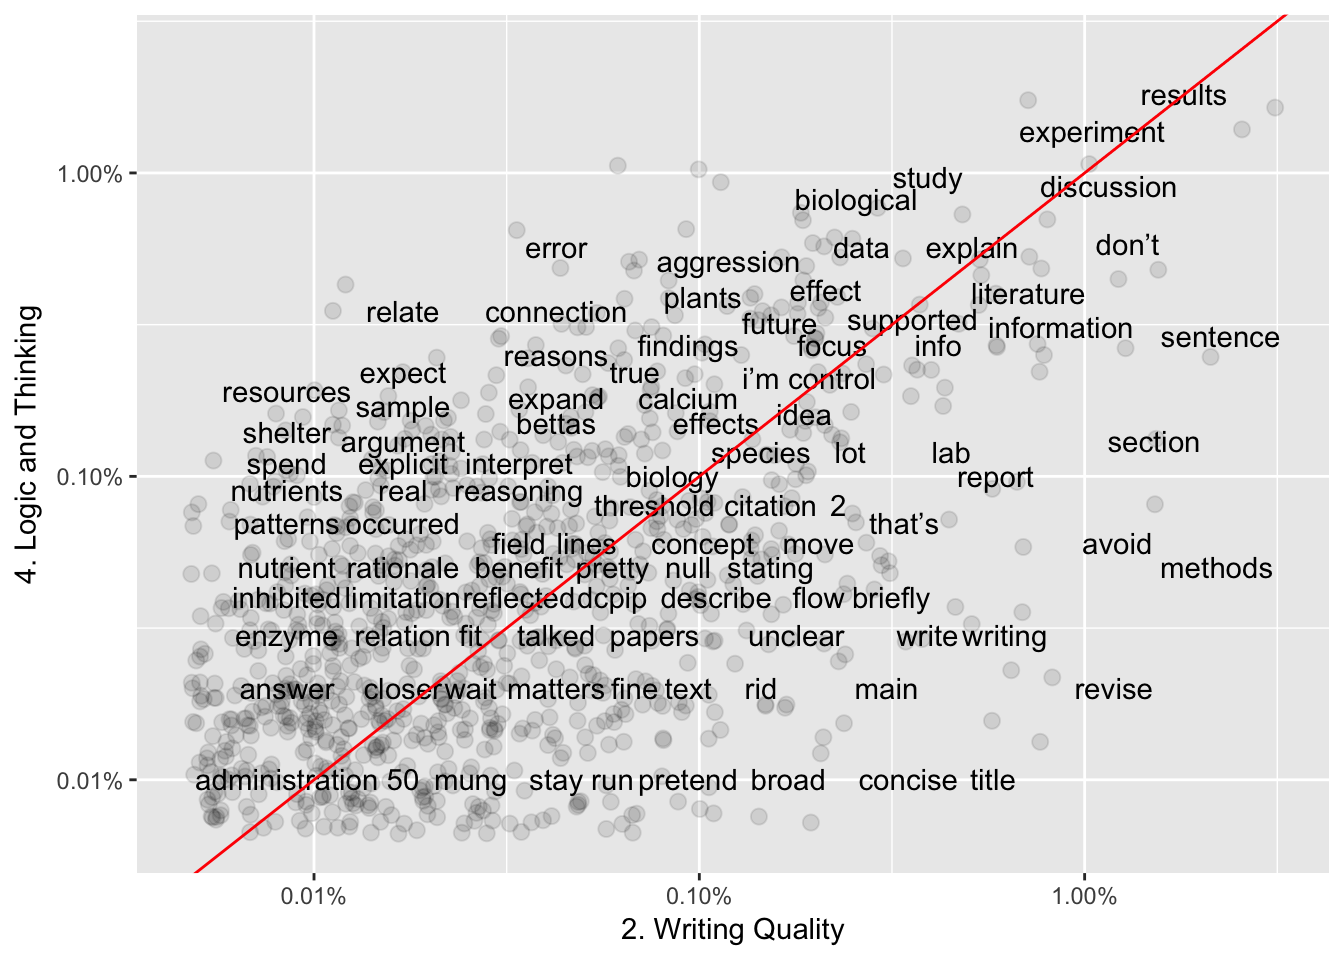 results
experiment
1.00%
study
discussion
biological
error
data
explain
don’t
aggression
plants
effect
literature
relate
connection
future
supported
information
findings
focus
info
sentence
reasons
expect
true
i’m control
resources
sample
expand
calcium
bettas
effects
idea
shelter
argument
species
lot
lab
section
spend
explicit
interpret
0.10%
biology
report
nutrients
real
reasoning
threshold
citation
2
patterns
occurred
that’s
field
lines
concept
move
avoid
nutrient
rationale
benefit
pretty
null
stating
methods
inhibited
limitation
reflected
dcpip
describe
flow
briefly
enzyme
relation
fit
talked
papers
unclear
write
writing
answer
closer
wait
matters
fine
text
rid
main
revise
0.01%
administration
50
mung
stay
run
pretend
broad
concise
title
0.01%
0.10%
1.00%
2. Writing Quality
4. Logic and Thinking